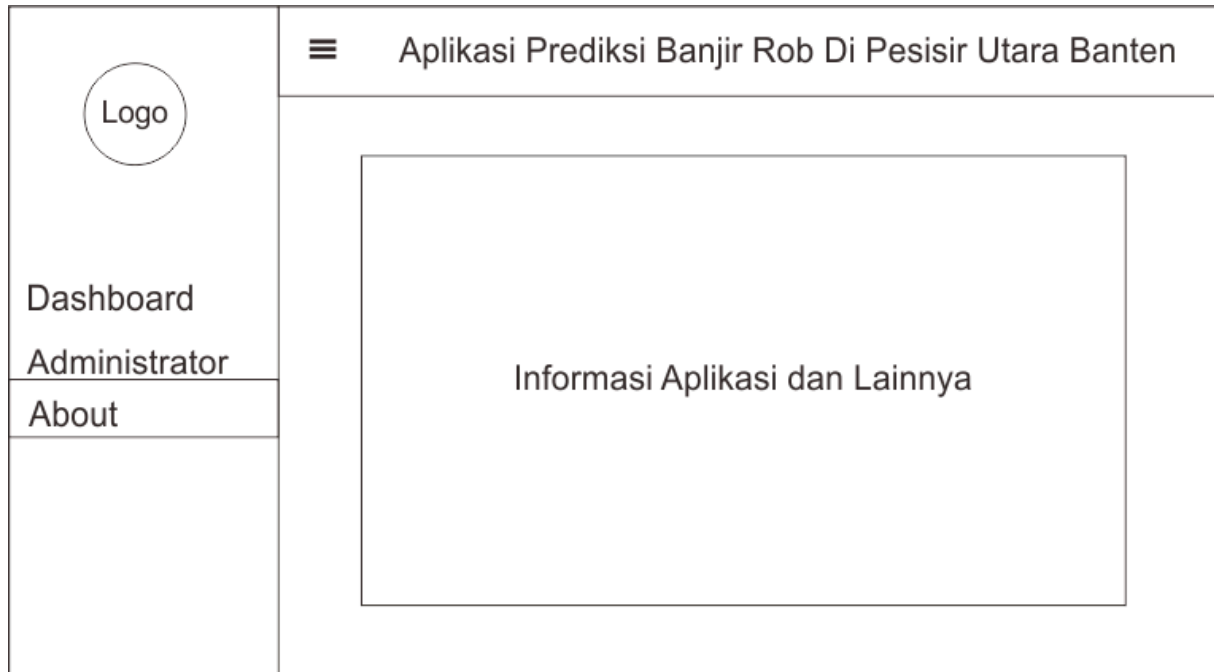 Logo
Dashboard
Administrator
About
Aplikasi Prediksi Banjir Rob Di Pesisir Utara Banten
Informasi Aplikasi dan Lainnya